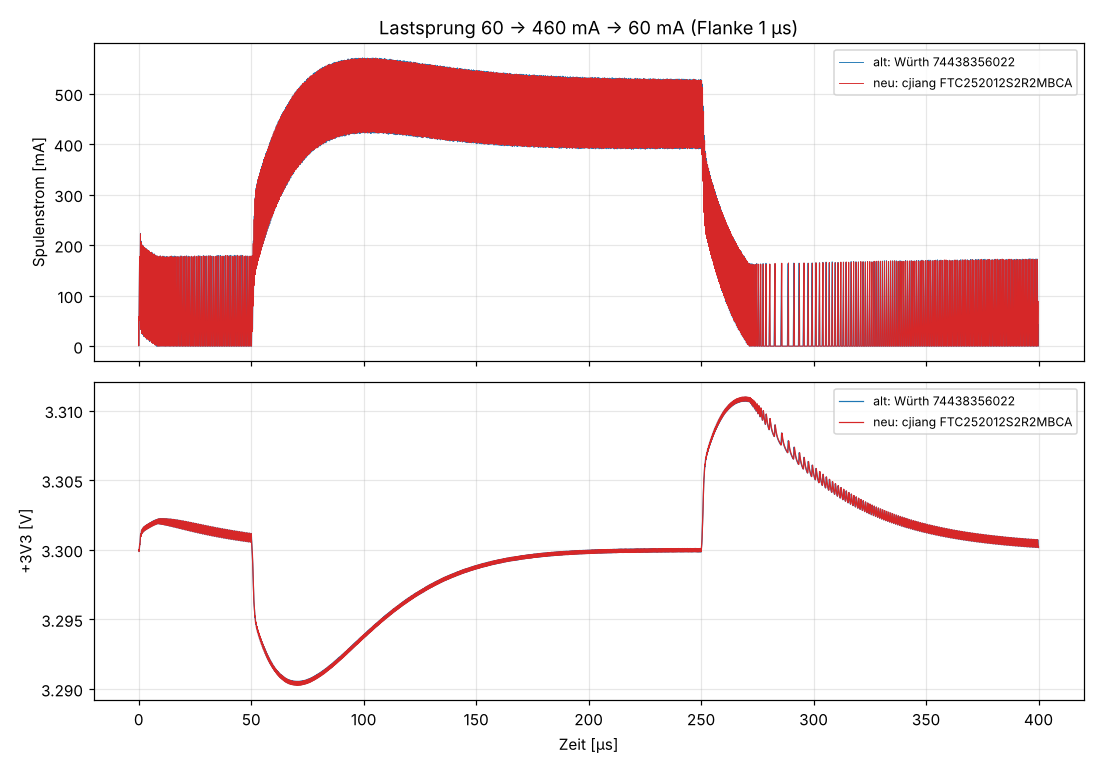 Lastsprung 60 → 460 mA → 60 mA (Flanke 1 µs)
alt: Würth 74438356022
neu: cjiang FTC252012S2R2MBCA
Spulenstrom [mA]
500
400
300
200
100
0
alt: Würth 74438356022
neu: cjiang FTC252012S2R2MBCA
+3V3 [V]
3.310
3.305
3.300
3.295
3.290
0 50 100 150 200 250 300 350 400
Zeit [µs]